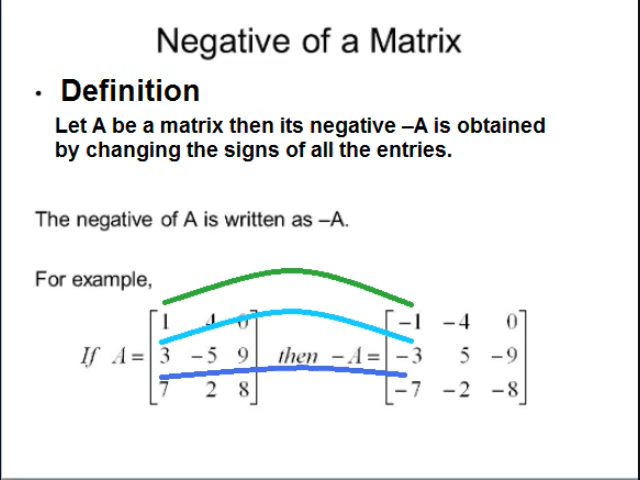 Negative of a Matrix
• Definition
Let A be a matrix then its negative –A is obtained
by changing the signs of all the entries.
The negative of A is written as –A.
For example,
1 4 0 −1 −4 0
If A = 3 −5 9 then −A = −3 5 −9
7 2 8 −7 −2 −8